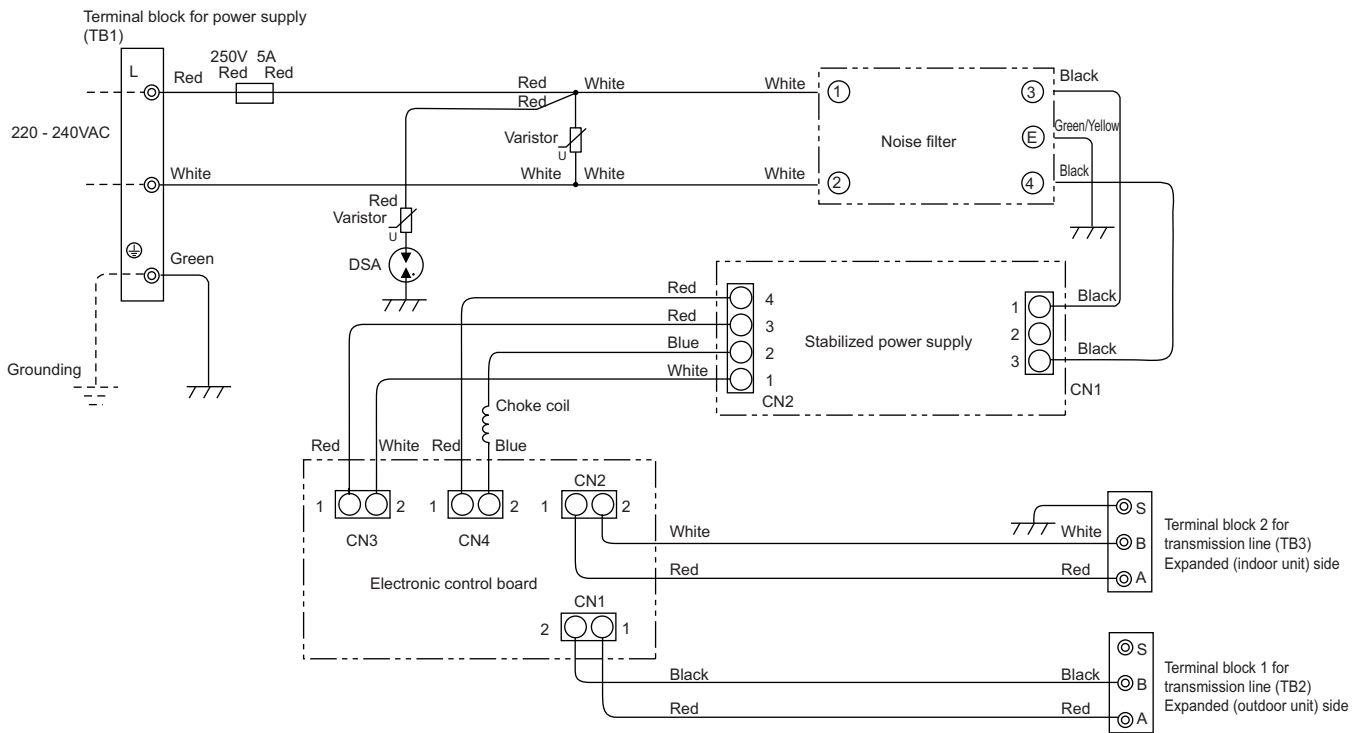 Terminal block for power supply
(TB1)
250V 5A
L
Red
Red
Red
Red
White
White
Red
220 - 240VAC
Varistor
U
White
White
White
White
Red
Varistor
U
DSA
Green
Grounding
1
2
Noise filter
3
E
4
Black
Green/Yellow
Black
Red
4
Red
3
Blue
2
White
1
CN2
Stabilized power supply
1
2
3
CN1
Black
Black
Choke coil
Red
White
Red
Blue
1
2
CN3
1
2
CN4
CN2
1
2
Electronic control board
CN1
2
1
White
White
Red
Red
S
B
A
Terminal block 2 for
transmission line (TB3)
Expanded (indoor unit) side
Black
Black
Red
Red
S
B
A
Terminal block 1 for
transmission line (TB2)
Expanded (outdoor unit) side